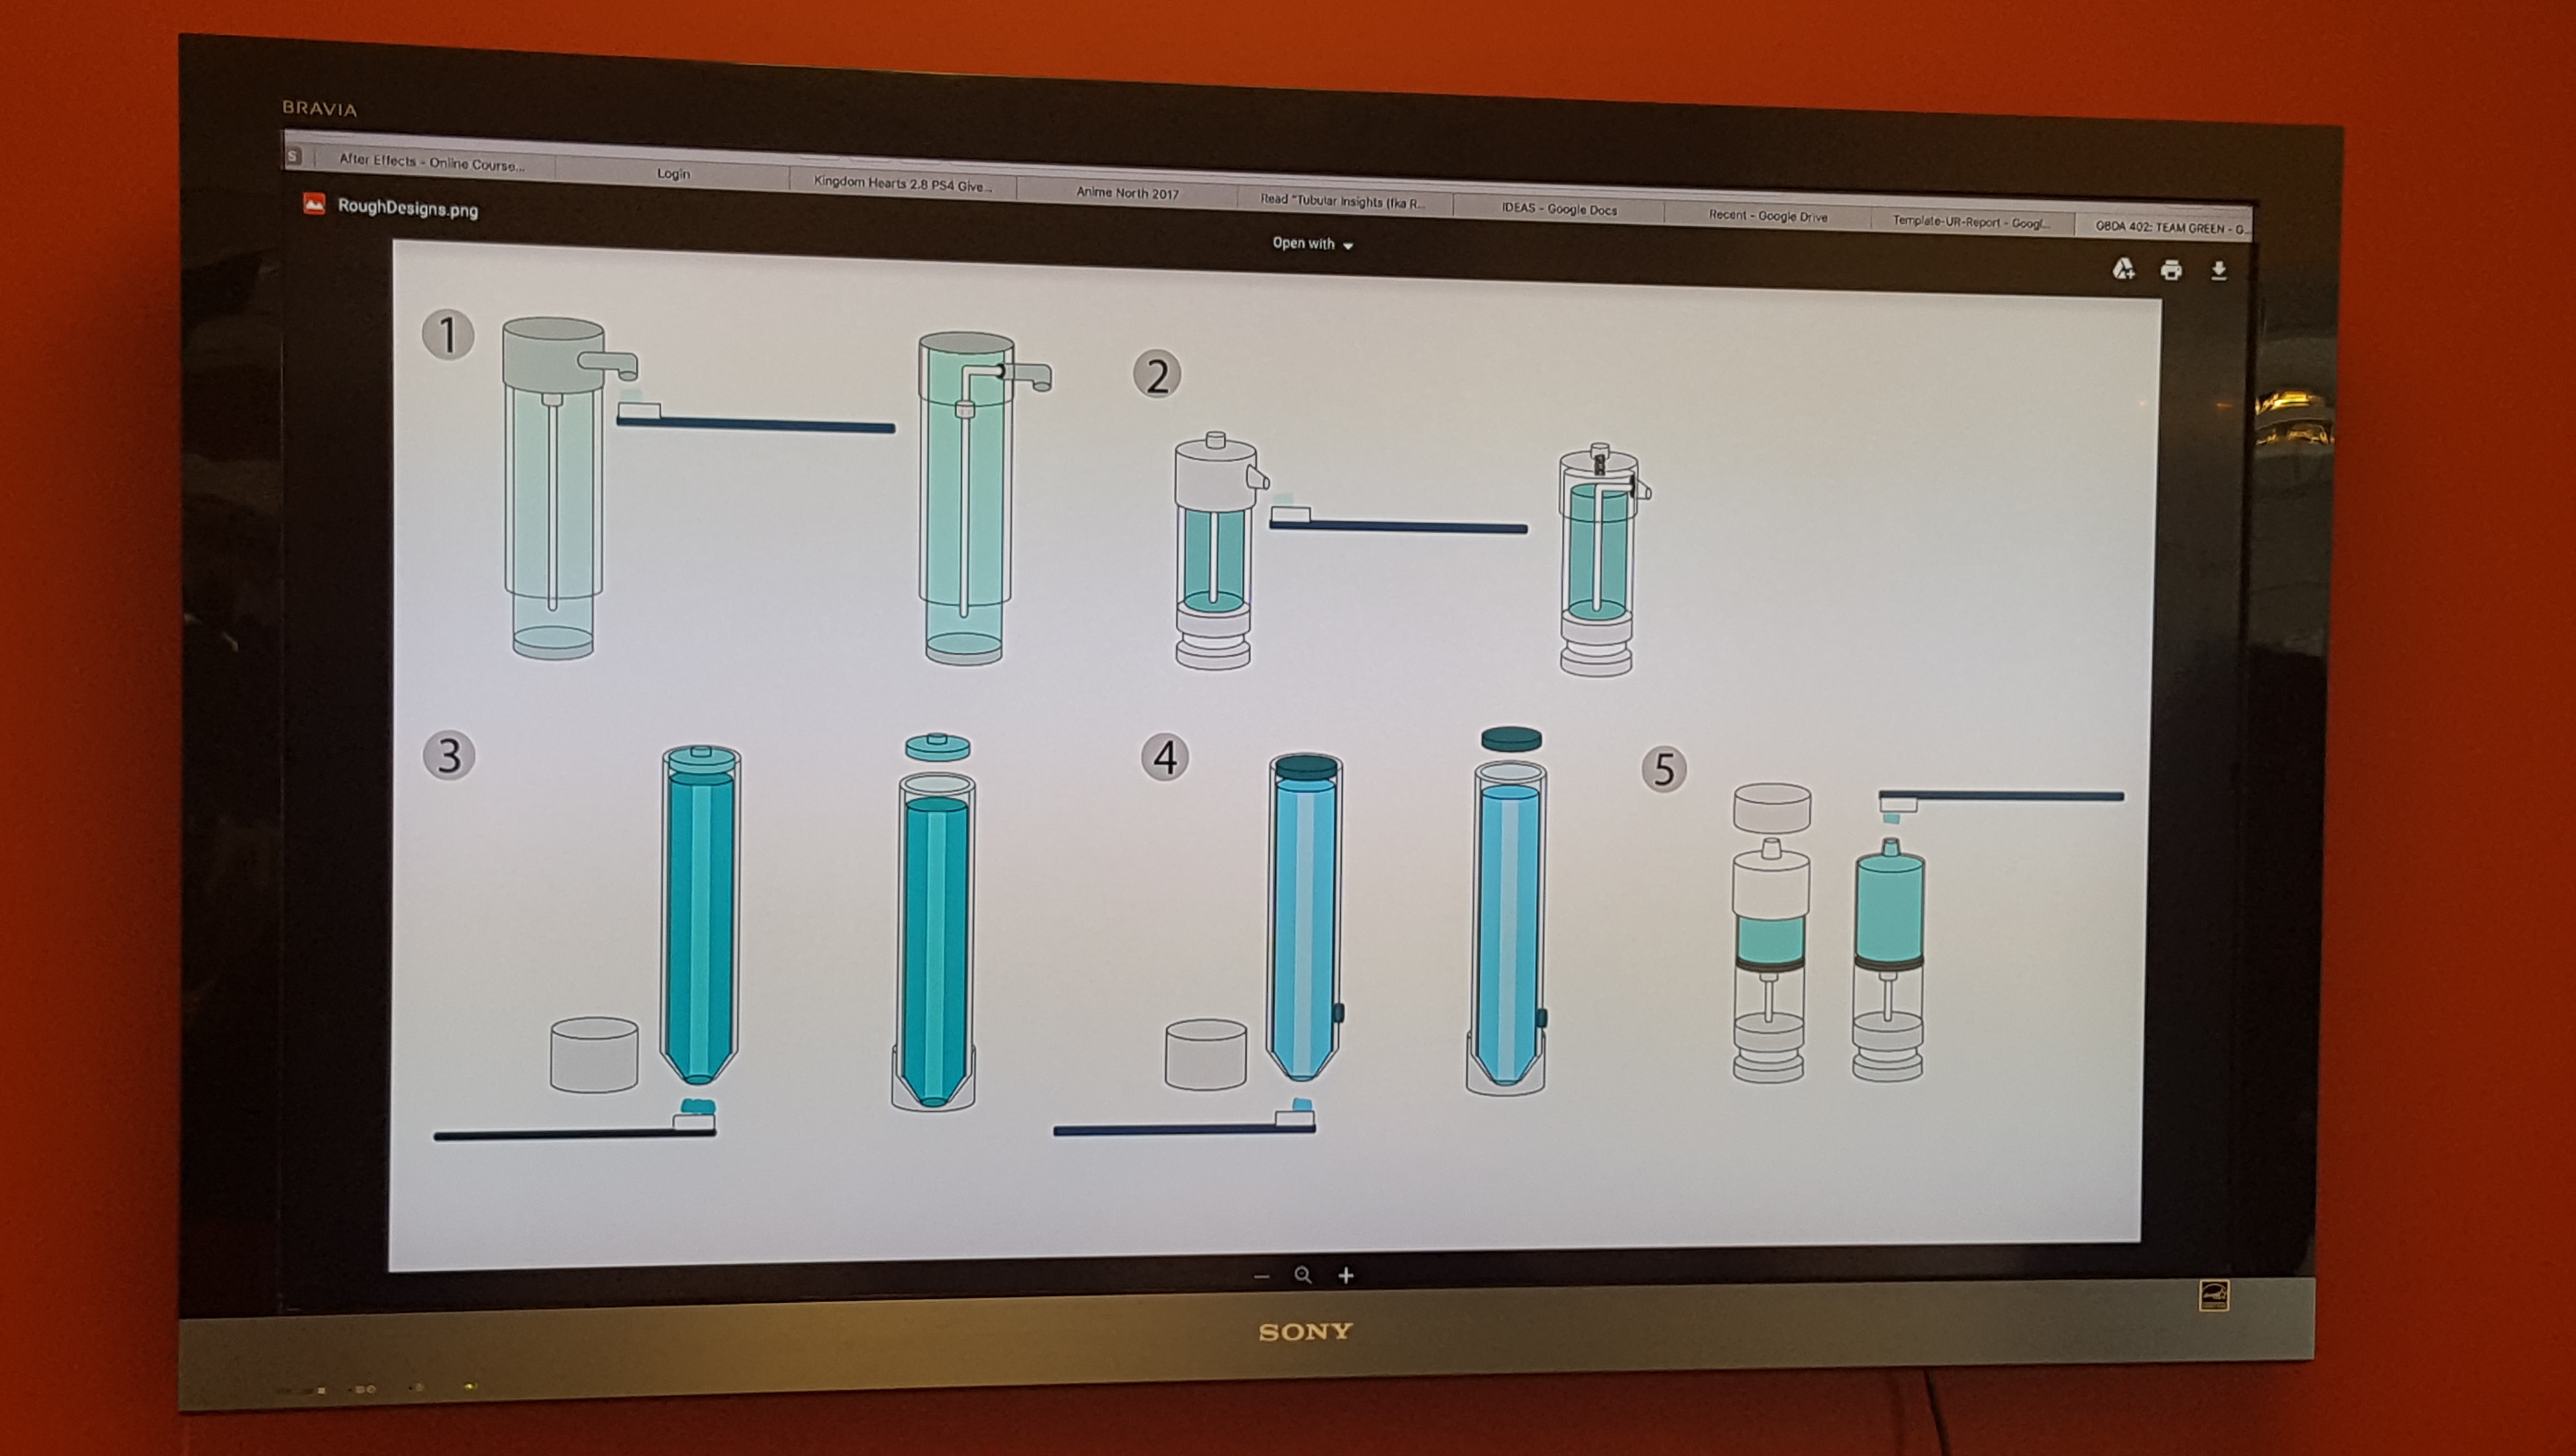 BRAVIA
S
After Effects - Online Course...
Login
Kingdom Hearts 2.8 PS4 Give...
Anime North 2017
Read "Tubular Insights (fka R...
IDEAS - Google Docs
Recent - Google Drive
Template-UR-Report - Googl...
GBDA 402: TEAM GREEN - G...
RoughDesigns.png
Open with
1
2
3
4
5
SONY